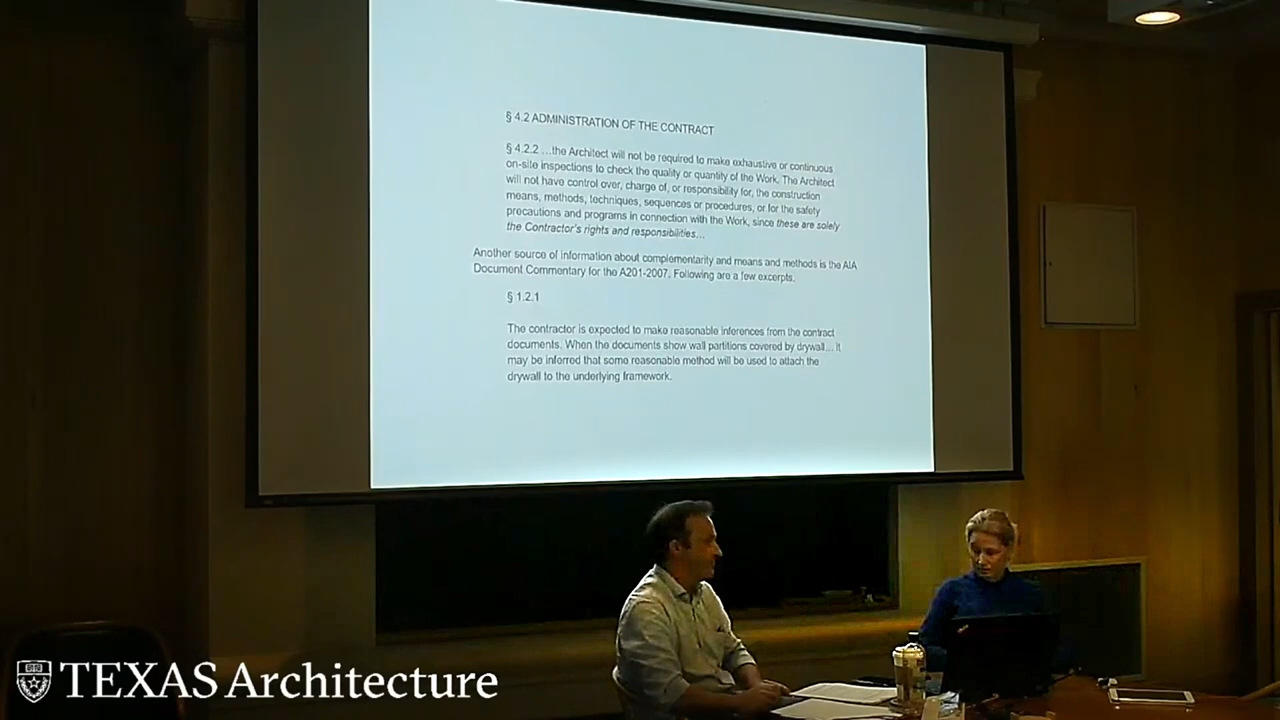 § 4.2 ADMINISTRATION OF THE CONTRACT
§ 4.2.2 ...the Architect will not be required to make exhaustive or continuous
on-site inspections to check the quality or quantity of the Work. The Architect
will not have control over, charge of, or responsibility for, the construction
means, methods, techniques, sequences or procedures, or for the safety
precautions and programs in connection with the Work, since these are solely
the Contractor's rights and responsibilities...
Another source of information about complementarity and means and methods is the AIA
Document Commentary for the A201-2007. Following are a few excerpts.
§ 1.2.1
The contractor is expected to make reasonable inferences from the contract
documents. When the documents show wall partitions covered by drywall... it
may be inferred that some reasonable method will be used to attach the
drywall to the underlying framework.
TEXAS Architecture